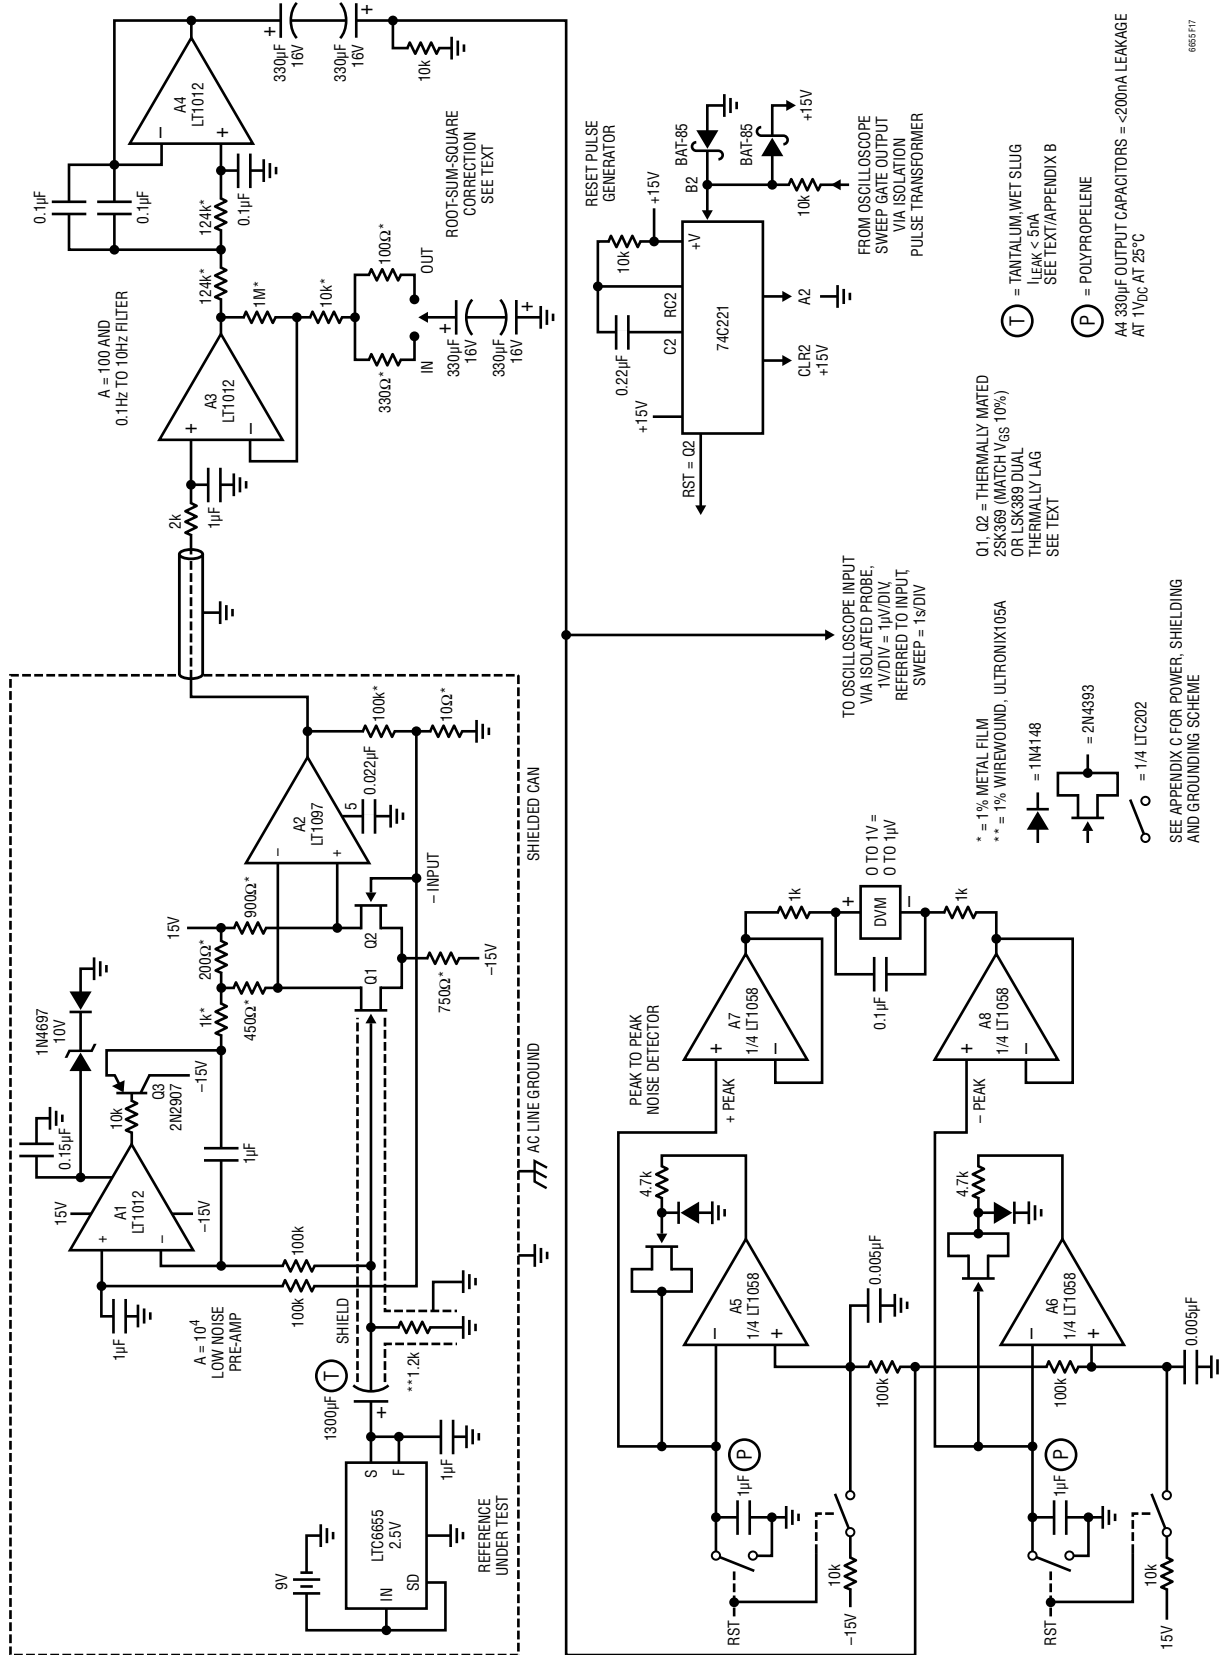 9V
IN
LTC6655
2.5V
SD
S
F
REFERENCE
UNDER TEST
1µF
1300µF
T
+
SHIELD
**1.2k
A = 10⁴
LOW NOISE
PRE-AMP
1µF
100k
100k
15V
A1
LT1012
+
–
–15V
0.15µF
1N4697
10V
10k
Q3
2N2907
–15V
1µF
1k*
200Ω*
450Ω*
15V
900Ω*
Q1
Q2
750Ω*
–15V
– INPUT
A2
LT1097
–
+
5
0.022µF
100k*
10Ω*
SHIELDED CAN
AC LINE GROUND
2k
1µF
A = 100 AND
0.1Hz TO 10Hz FILTER
+
–
A3
LT1012
124k*
1M*
10k*
330Ω*
100Ω*
IN
OUT
+
330µF
16V
330µF
16V
+
ROOT-SUM-SQUARE
CORRECTION
SEE TEXT
0.1µF
0.1µF
124k*
0.1µF
–
+
A4
LT1012
+
330µF
16V
330µF
16V
+
10k
TO OSCILLOSCOPE INPUT
VIA ISOLATED PROBE,
1V/DIV = 1µV/DIV,
REFERRED TO INPUT,
SWEEP = 1s/DIV
RESET PULSE
GENERATOR
+15V
0.22µF
10k
+15V
C2
RC2
+V
74C221
RST = Q2
CLR2
+15V
A2
B2
BAT-85
BAT-85
+15V
10k
FROM OSCILLOSCOPE
SWEEP GATE OUTPUT
VIA ISOLATION
PULSE TRANSFORMER
PEAK TO PEAK
NOISE DETECTOR
RST
1µF
P
10k
–15V
100k
0.005µF
–
+
A5
1/4 LT1058
4.7k
+ PEAK
+
–
A7
1/4 LT1058
1k
0.1µF
+
DVM
–
0 TO 1V =
0 TO 1µV
1k
RST
1µF
P
10k
15V
100k
0.005µF
–
+
A6
1/4 LT1058
4.7k
– PEAK
+
–
A8
1/4 LT1058
* = 1% METAL FILM
** = 1% WIREWOUND, ULTRONIX105A
= 1N4148
= 2N4393
= 1/4 LTC202
SEE APPENDIX C FOR POWER, SHIELDING
AND GROUNDING SCHEME
Q1, Q2 = THERMALLY MATED
2SK369 (MATCH VGS 10%)
OR LSK389 DUAL
THERMALLY LAG
SEE TEXT
T = TANTALUM,WET SLUG
ILEAK < 5nA
SEE TEXT/APPENDIX B
P = POLYPROPELENE
A4 330µF OUTPUT CAPACITORS = <200nA LEAKAGE
AT 1VDC AT 25°C
6655 F17